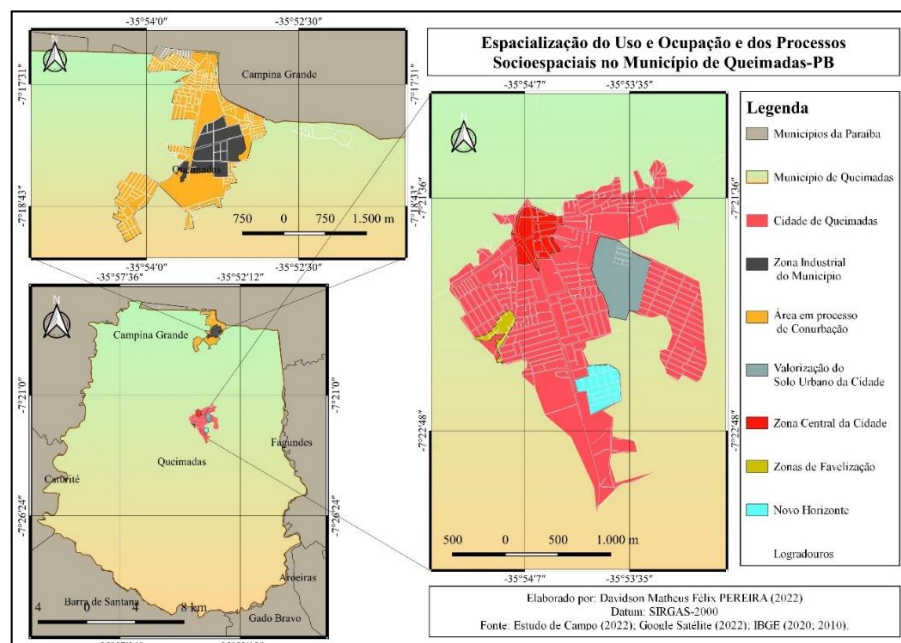 Espacialização do Uso e Ocupação e dos Processos
Socioespaciais no Município de Queimadas-PB
-35°54'0" -35°52'30"
-7°17'31" -7°17'31"
Campina Grande
Queimadas
-7°18'43" -7°18'43"
750 0 750 1.500 m
-35°54'0" -35°52'30"
-35°57'36" -35°52'12"
N
Campina Grande
-7°21'0" -7°21'0"
Fagundes
Queimadas
Caturité
-7°26'24" -7°26'24"
Aroeiras
Barra de Santana
4 0 4 8 km
Gado Bravo
-35°54'7" -35°53'35"
N
-7°21'36" -7°21'36"
-7°22'48" -7°22'48"
500 0 500 1.000 m
-35°54'7" -35°53'35"
Legenda
Municípios da Paraíba
Município de Queimadas
Cidade de Queimadas
Zona Industrial
do Município
Área em processo
de Conurbação
Valorização do
Solo Urbano da Cidade
Zona Central da Cidade
Zonas de Favelização
Novo Horizonte
Logradouros
Elaborado por: Davidson Matheus Félix PEREIRA (2022)
Datum: SIRGAS-2000
Fonte: Estudo de Campo (2022); Google Satélite (2022); IBGE (2020; 2010).